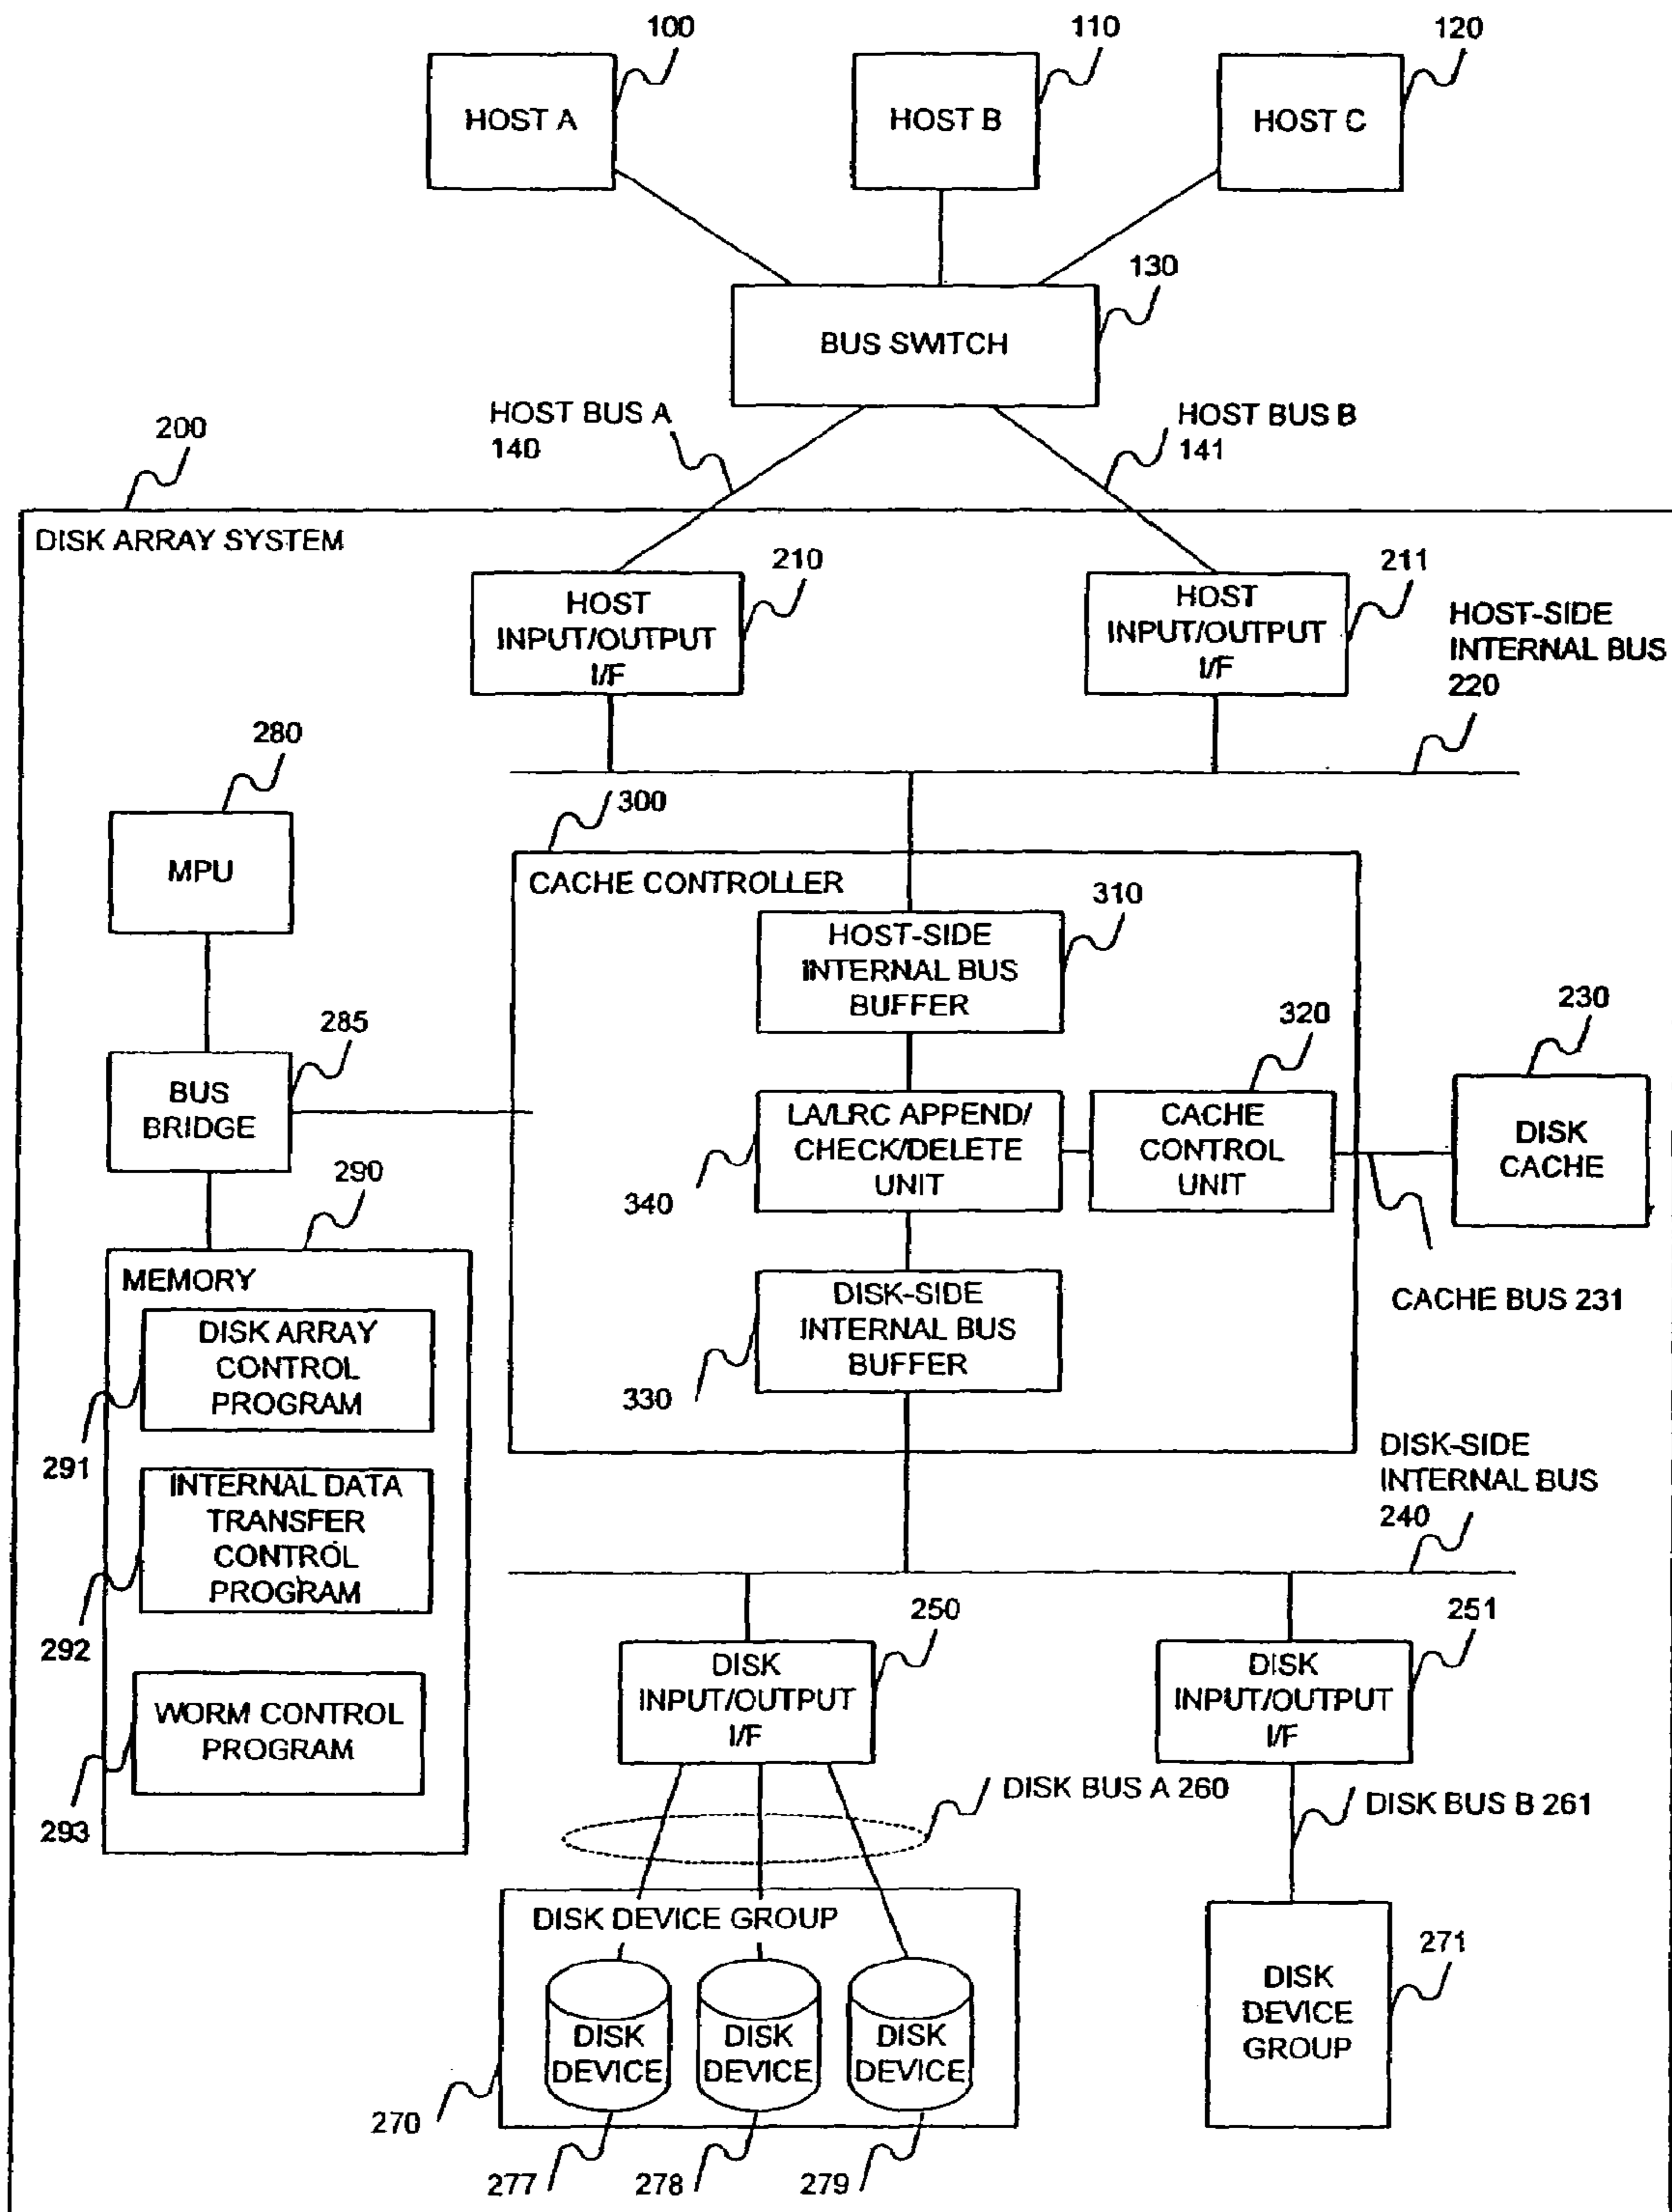 100
110
120
HOST A
HOST B
HOST C
130
BUS SWITCH
HOST BUS A
140
HOST BUS B
141
200
DISK ARRAY SYSTEM
210
211
HOST
INPUT/OUTPUT
I/F
HOST
INPUT/OUTPUT
I/F
HOST-SIDE
INTERNAL BUS
220
280
MPU
300
CACHE CONTROLLER
310
HOST-SIDE
INTERNAL BUS
BUFFER
285
BUS
BRIDGE
320
230
LA/LRC APPEND/
CHECK/DELETE
UNIT
340
CACHE
CONTROL
UNIT
DISK
CACHE
CACHE BUS 231
290
MEMORY
DISK ARRAY
CONTROL
PROGRAM
291
DISK-SIDE
INTERNAL BUS
BUFFER
330
INTERNAL DATA
TRANSFER
CONTROL
PROGRAM
292
DISK-SIDE
INTERNAL BUS
240
WORM CONTROL
PROGRAM
293
250
251
DISK
INPUT/OUTPUT
I/F
DISK
INPUT/OUTPUT
I/F
DISK BUS A 260
DISK BUS B 261
DISK DEVICE GROUP
DISK
DEVICE
DISK
DEVICE
DISK
DEVICE
270
277
278
279
271
DISK
DEVICE
GROUP